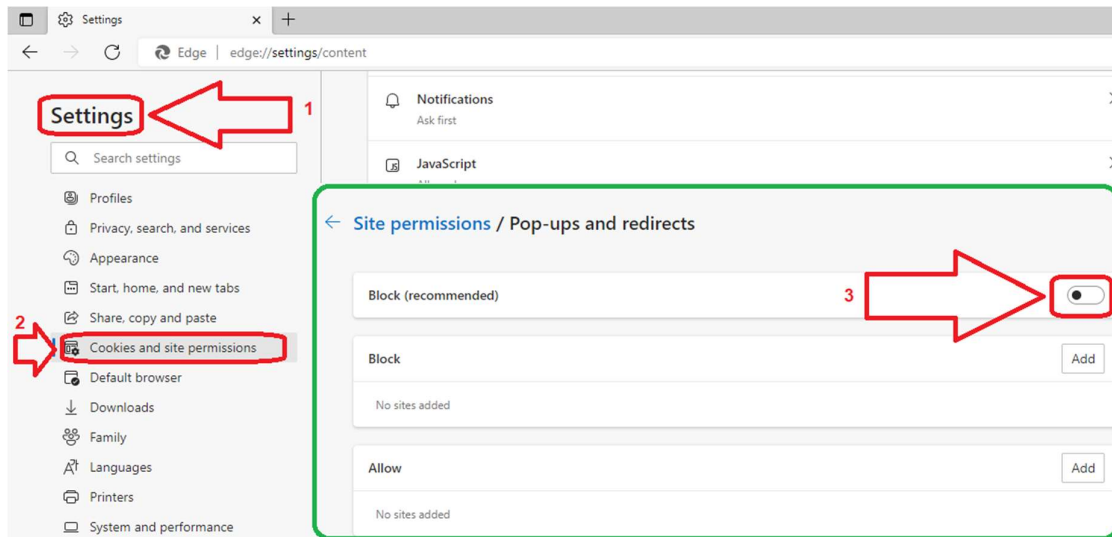 Settings
Edge | edge://settings/content
Settings
1
Search settings
Profiles
Privacy, search, and services
Appearance
Start, home, and new tabs
Share, copy and paste
2
Cookies and site permissions
Default browser
Downloads
Family
Languages
Printers
System and performance
Notifications
Ask first
JavaScript
Site permissions / Pop-ups and redirects
Block (recommended)
3
Block
Add
No sites added
Allow
Add
No sites added